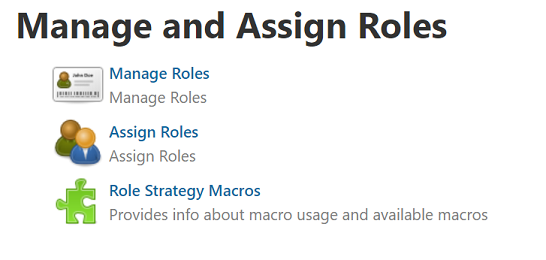 Manage and Assign Roles
Manage Roles
Manage Roles
Assign Roles
Assign Roles
Role Strategy Macros
Provides info about macro usage and available macros